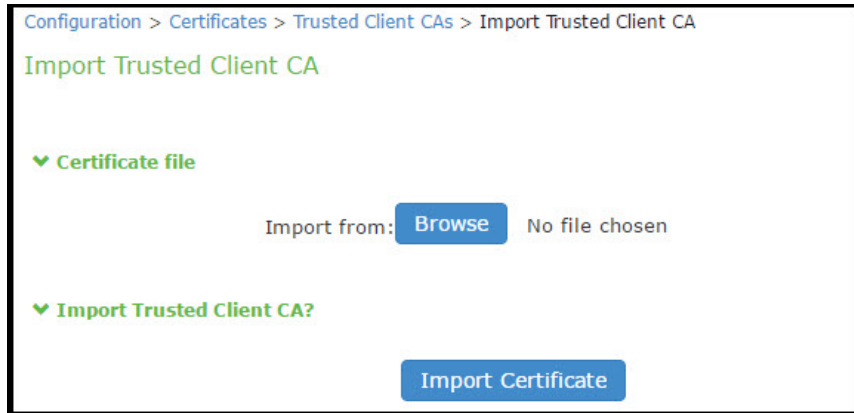 Configuration > Certificates > Trusted Client CAs > Import Trusted Client CA
Import Trusted Client CA
Certificate file
Import from: Browse No file chosen
Import Trusted Client CA?
Import Certificate